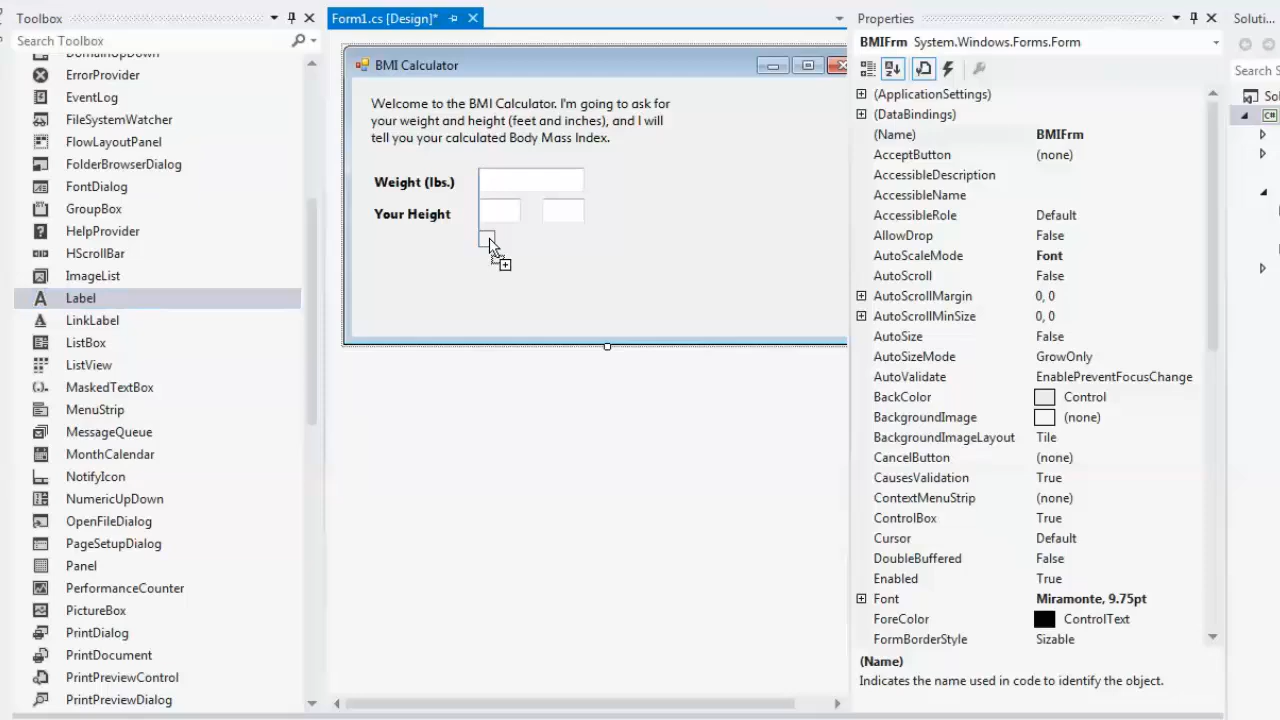 Toolbox
Search Toolbox
DomainUpDown
ErrorProvider
EventLog
FileSystemWatcher
FlowLayoutPanel
FolderBrowserDialog
FontDialog
GroupBox
HelpProvider
HScrollBar
ImageList
Label
LinkLabel
ListBox
ListView
MaskedTextBox
MenuStrip
MessageQueue
MonthCalendar
NotifyIcon
NumericUpDown
OpenFileDialog
PageSetupDialog
Panel
PerformanceCounter
PictureBox
PrintDialog
PrintDocument
PrintPreviewControl
PrintPreviewDialog
Form1.cs [Design]*
BMI Calculator
Welcome to the BMI Calculator. I'm going to ask for
your weight and height (feet and inches), and I will
tell you your calculated Body Mass Index.
Weight (lbs.)
Your Height
Properties
BMIFrm System.Windows.Forms.Form
(ApplicationSettings)
(DataBindings)
(Name) BMIFrm
AcceptButton (none)
AccessibleDescription
AccessibleName
AccessibleRole Default
AllowDrop False
AutoScaleMode Font
AutoScroll False
AutoScrollMargin 0, 0
AutoScrollMinSize 0, 0
AutoSize False
AutoSizeMode GrowOnly
AutoValidate EnablePreventFocusChange
BackColor Control
BackgroundImage (none)
BackgroundImageLayout Tile
CancelButton (none)
CausesValidation True
ContextMenuStrip (none)
ControlBox True
Cursor Default
DoubleBuffered False
Enabled True
Font Miramonte, 9.75pt
ForeColor ControlText
FormBorderStyle Sizable
(Name)
Indicates the name used in code to identify the object.
Soluti...
Search S
Sol